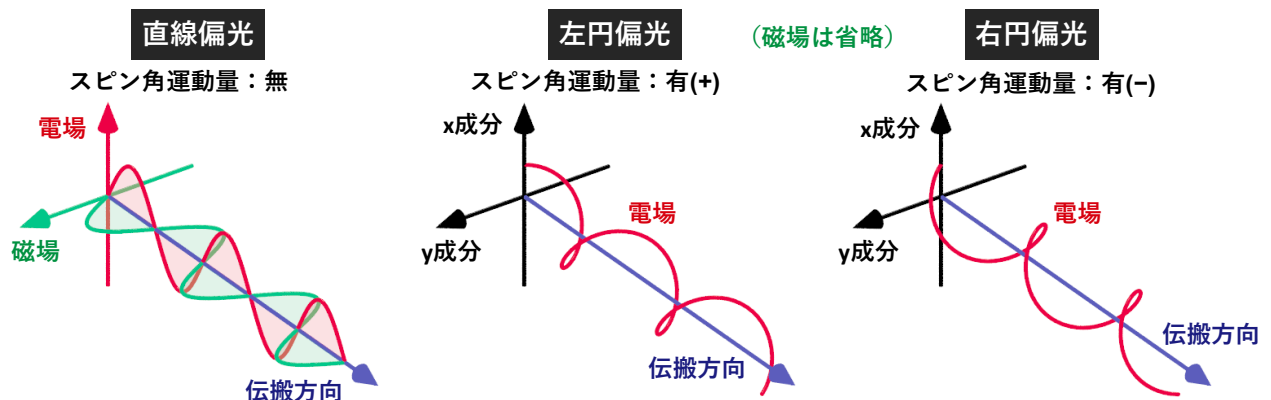 直線偏光
スピン角運動量：無
電場
磁場
伝搬方向
左円偏光
（磁場は省略）
スピン角運動量：有(+)
x成分
電場
y成分
伝搬方向
右円偏光
スピン角運動量：有(−)
x成分
電場
y成分
伝搬方向